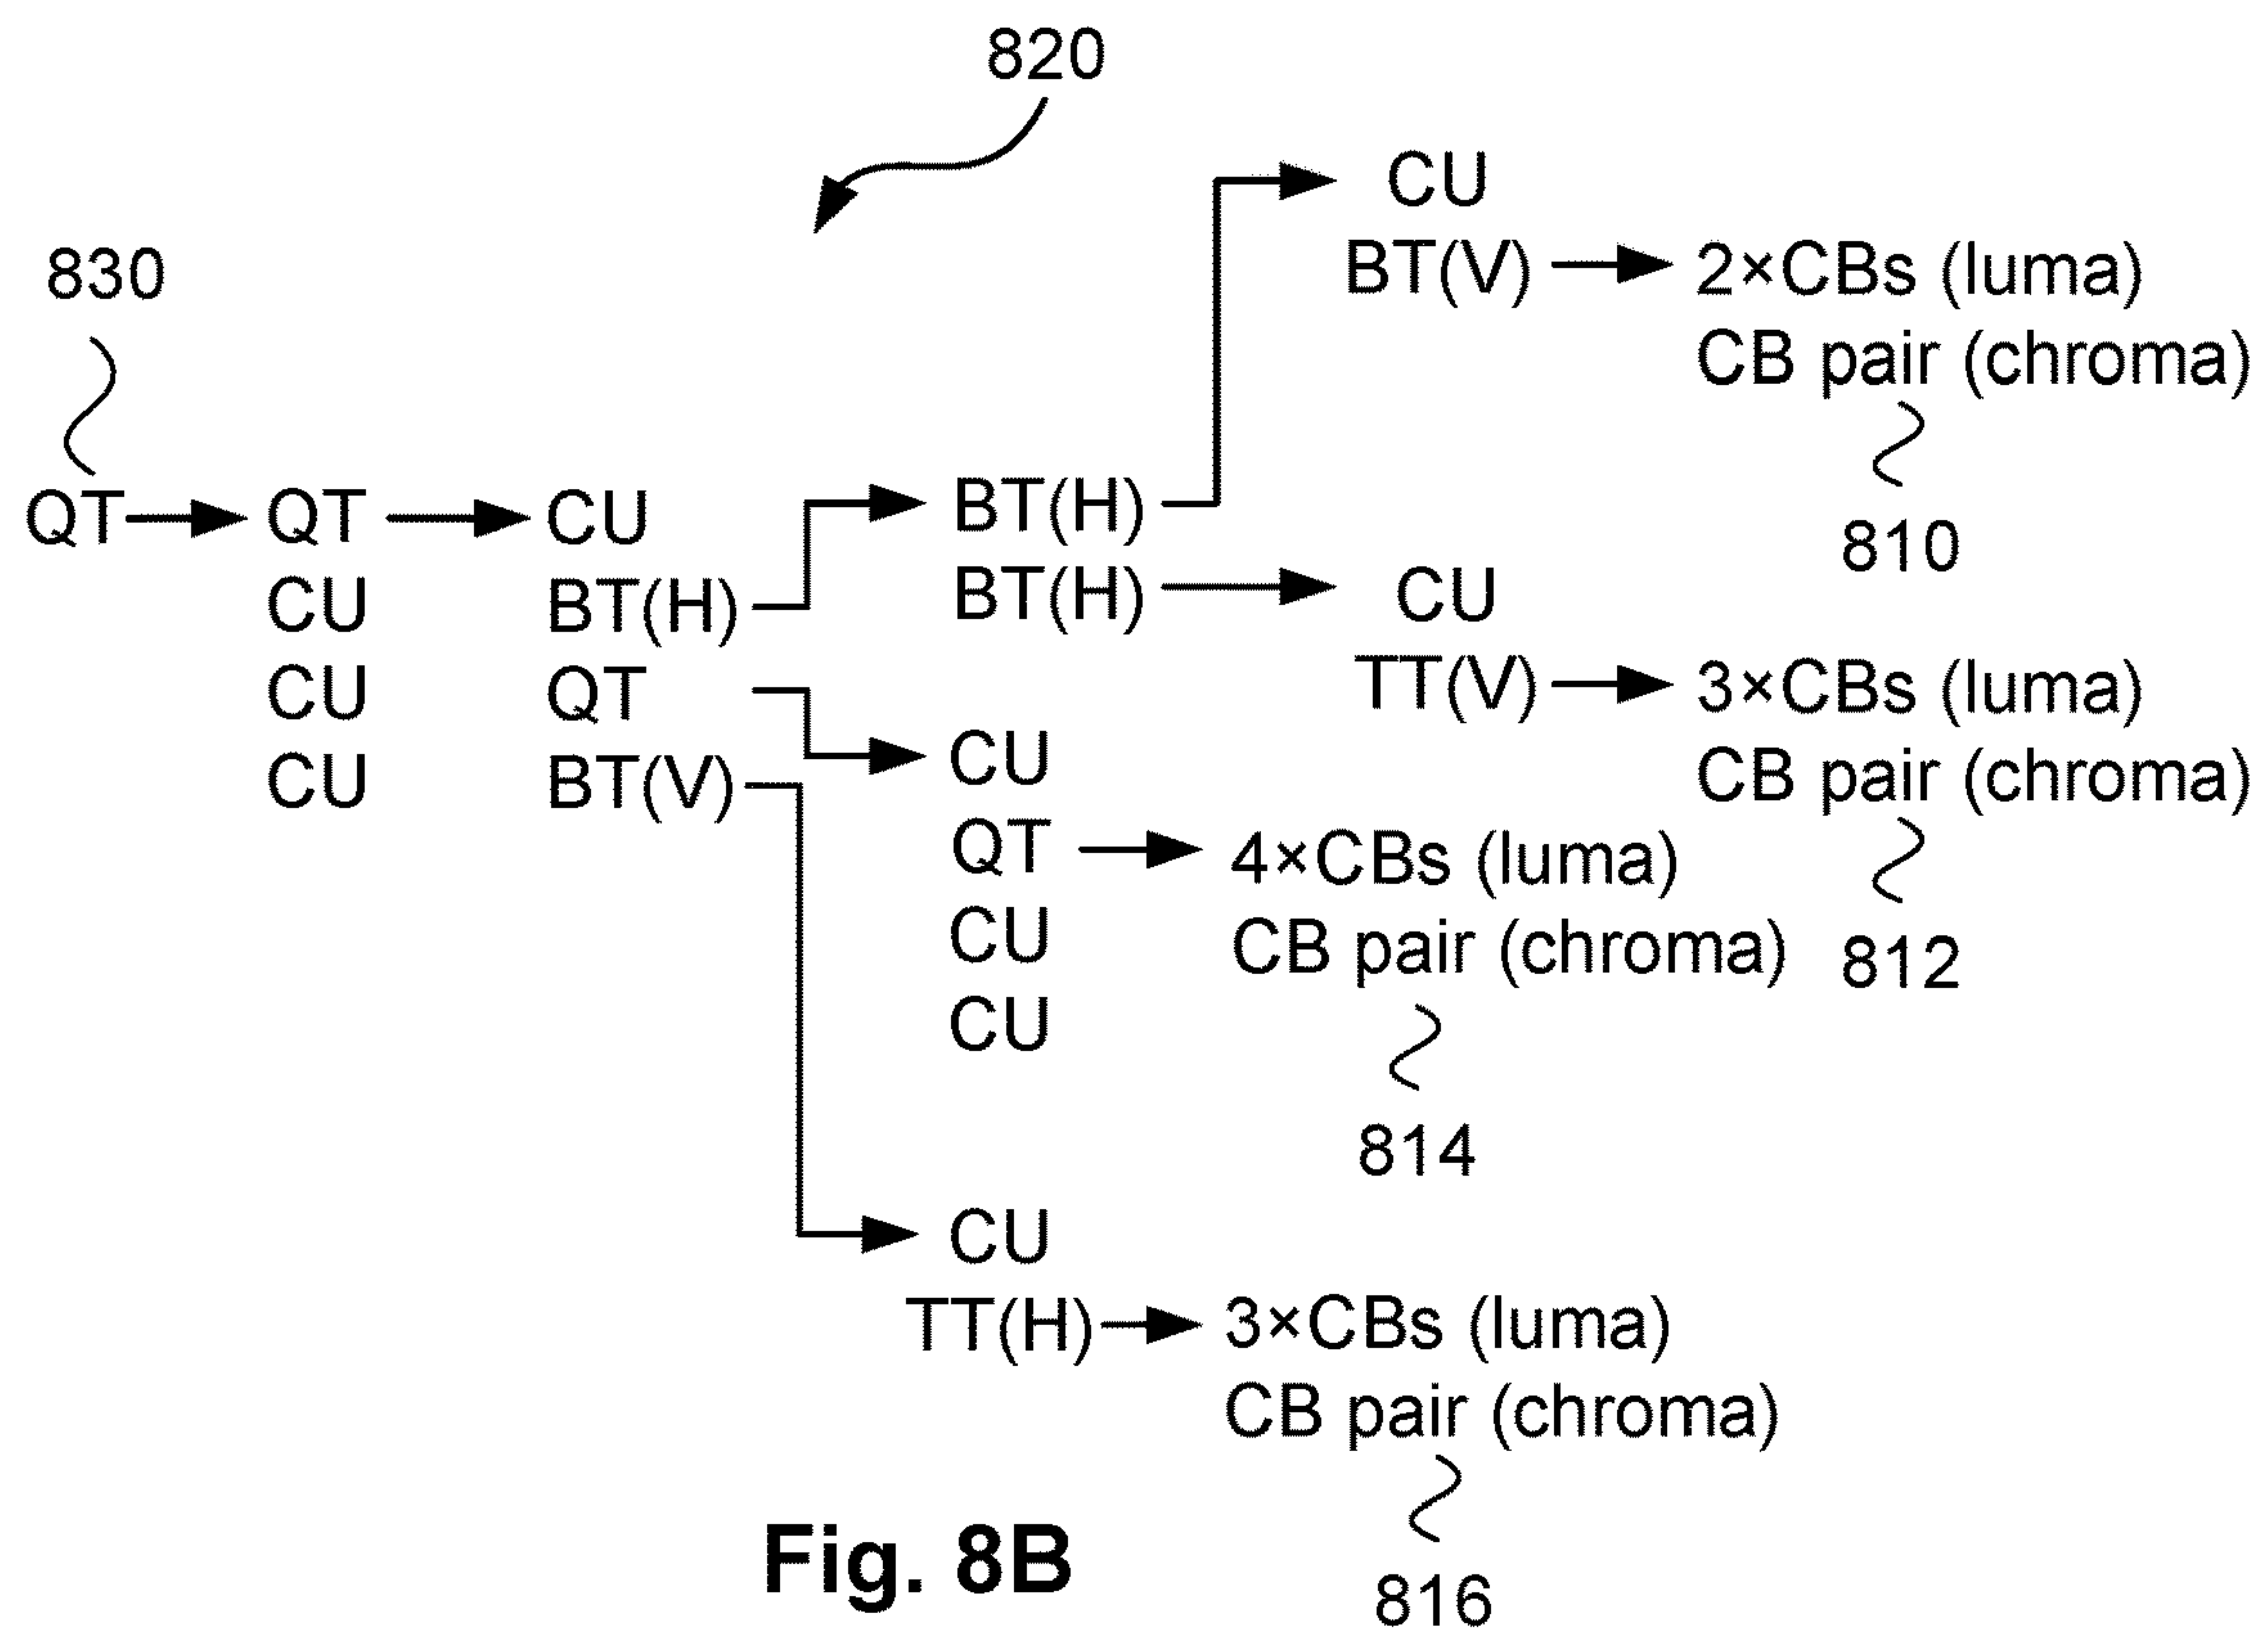 820
830
QT
QT
CU
CU
CU
CU
BT(H)
QT
BT(V)
BT(H)
BT(H)
CU
BT(V)
2×CBs (luma)
CB pair (chroma)
810
CU
TT(V)
3×CBs (luma)
CB pair (chroma)
812
CU
QT
CU
CU
4×CBs (luma)
CB pair (chroma)
814
CU
TT(H)
3×CBs (luma)
CB pair (chroma)
816
Fig. 8B